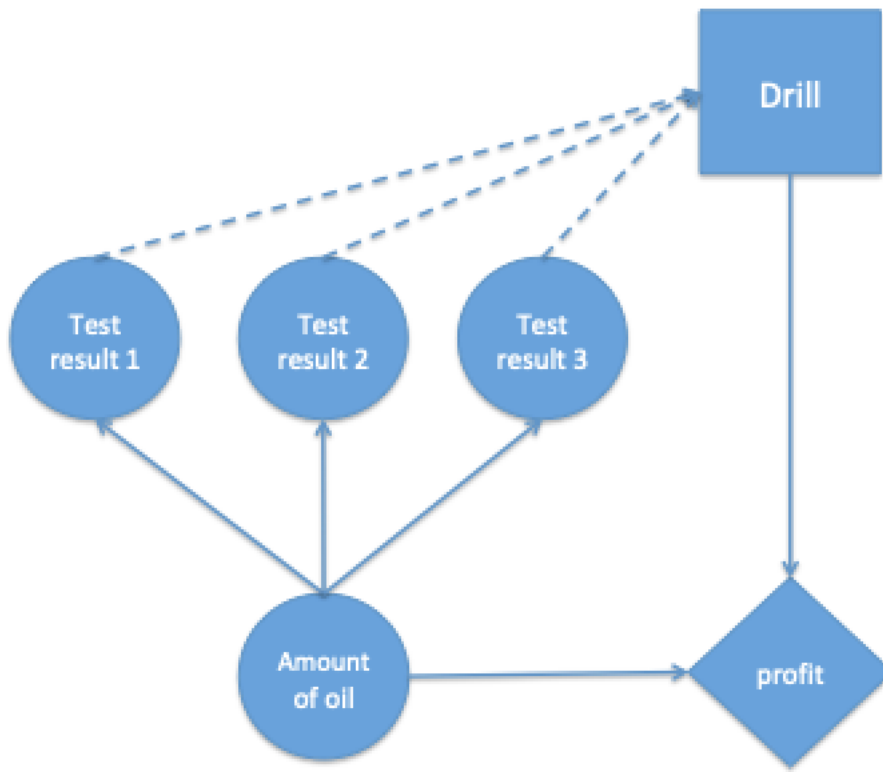 Drill
Test
result 1
Test
result 2
Test
result 3
Amount
of oil
profit